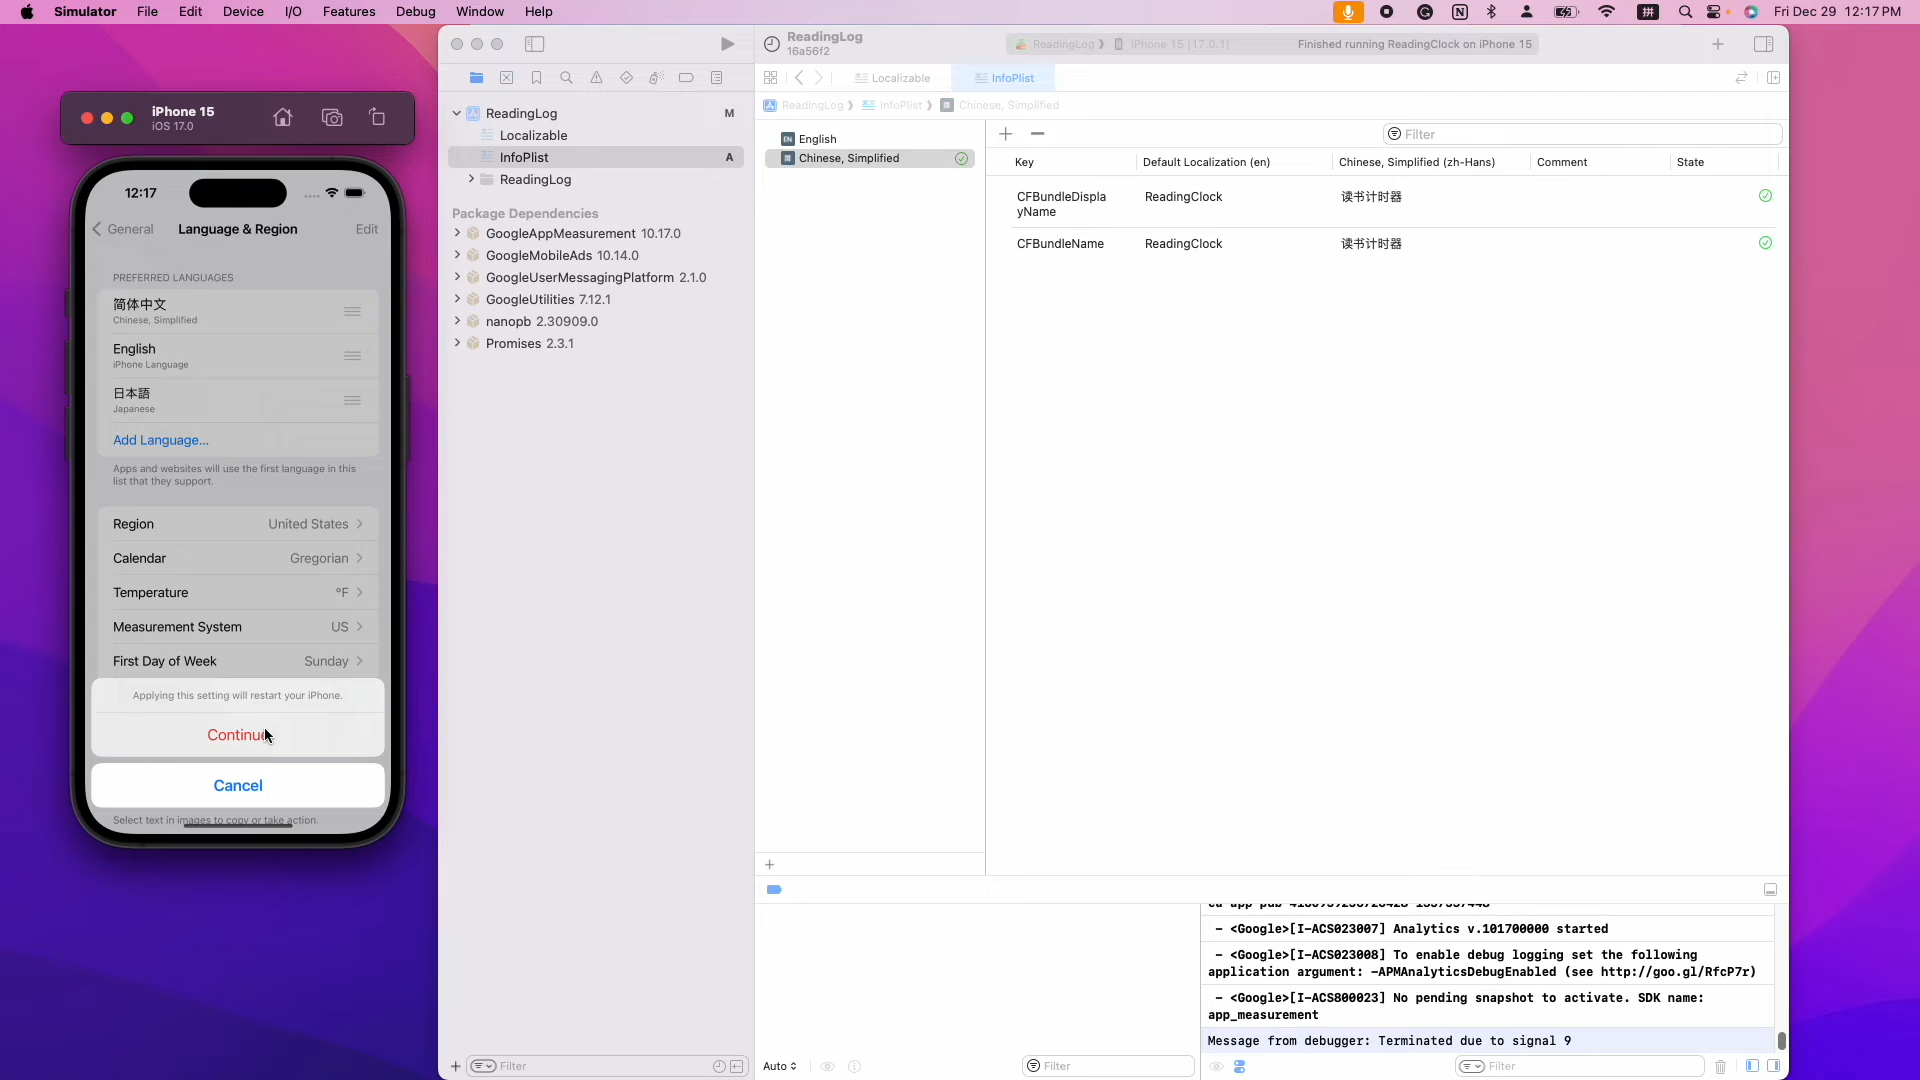 Simulator File Edit Device I/O Features Debug Window Help
拼 Fri Dec 29 12:17 PM
iPhone 15
iOS 17.0
12:17
General Language & Region Edit
PREFERRED LANGUAGES
简体中文
Chinese, Simplified
English
iPhone Language
日本語
Japanese
Add Language...
Apps and websites will use the first language in this
list that they support.
Region United States
Calendar Gregorian
Temperature °F
Measurement System US
First Day of Week Sunday
Applying this setting will restart your iPhone.
Continue
Cancel
Select text in images to copy or take action.
ReadingLog
16a56f2
ReadingLog iPhone 15 (17.0.1) Finished running ReadingClock on iPhone 15
Localizable InfoPlist
ReadingLog InfoPlist Chinese, Simplified
ReadingLog M
Localizable
InfoPlist A
ReadingLog
Package Dependencies
GoogleAppMeasurement 10.17.0
GoogleMobileAds 10.14.0
GoogleUserMessagingPlatform 2.1.0
GoogleUtilities 7.12.1
nanopb 2.30909.0
Promises 2.3.1
Filter
EN English
Chinese, Simplified
Filter
Key Default Localization (en) Chinese, Simplified (zh-Hans) Comment State
CFBundleDispla
yName ReadingClock 读书计时器
CFBundleName ReadingClock 读书计时器
- <Google>[I-ACS023007] Analytics v.101700000 started
- <Google>[I-ACS023008] To enable debug logging set the following
application argument: -APMAnalyticsDebugEnabled (see http://goo.gl/RfcP7r)
- <Google>[I-ACS800023] No pending snapshot to activate. SDK name:
app_measurement
Message from debugger: Terminated due to signal 9
Auto Filter Filter